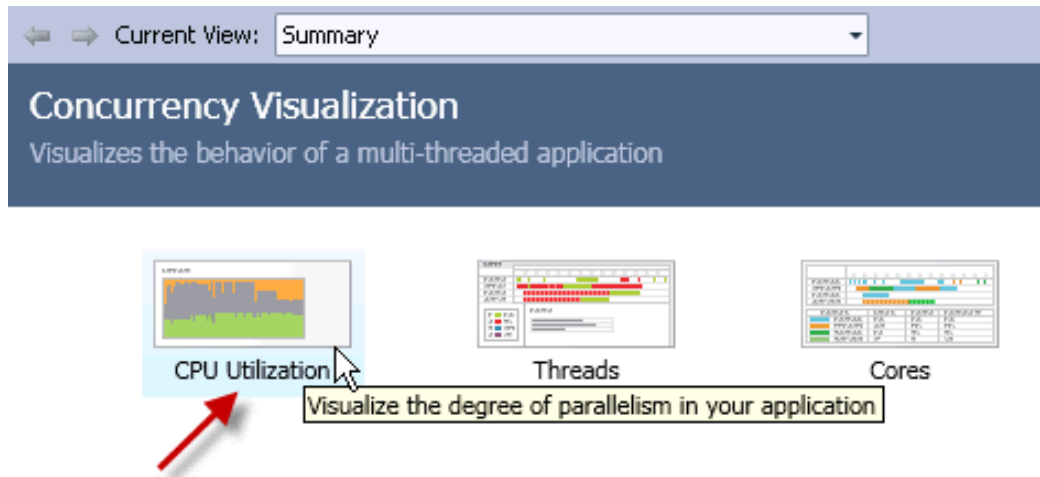 Current View: Summary
Concurrency Visualization
Visualizes the behavior of a multi-threaded application
CPU Utilization
Threads
Cores
Visualize the degree of parallelism in your application